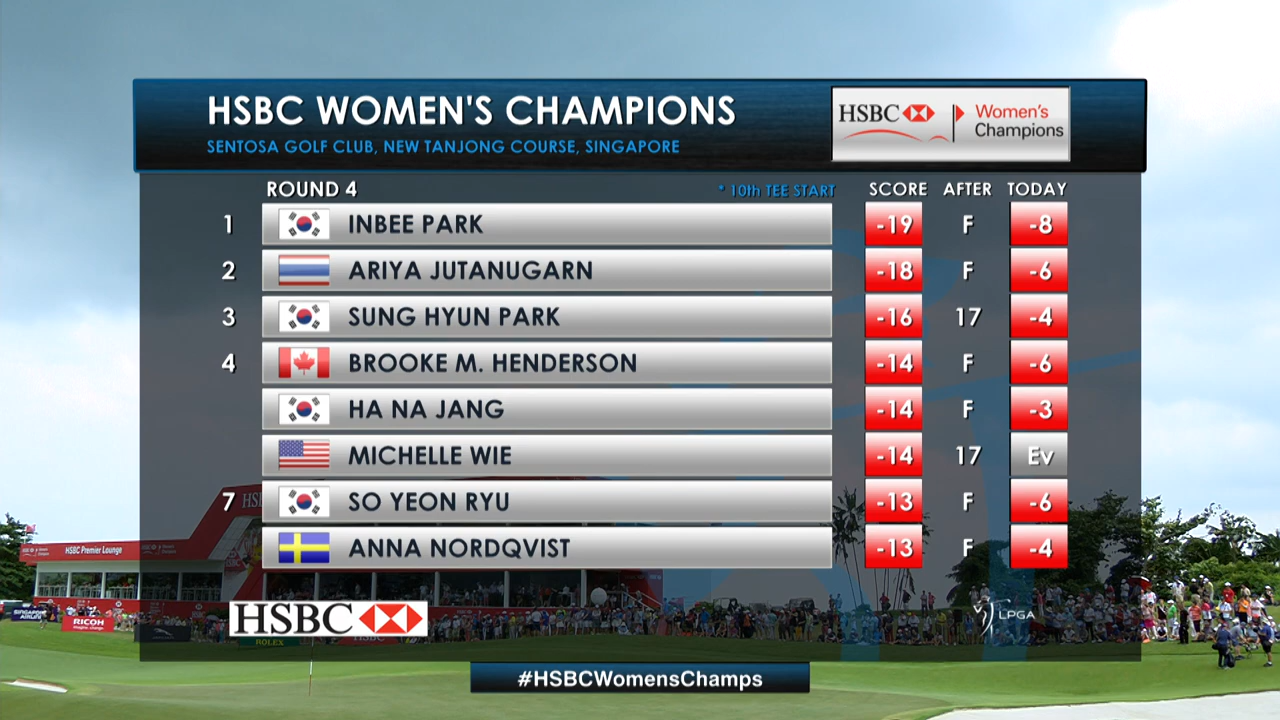 HSBC WOMEN'S CHAMPIONS
SENTOSA GOLF CLUB, NEW TANJONG COURSE, SINGAPORE
HSBC Women's Champions
ROUND 4 * 10th TEE START SCORE AFTER TODAY
1 INBEE PARK -19 F -8
2 ARIYA JUTANUGARN -18 F -6
3 SUNG HYUN PARK -16 17 -4
4 BROOKE M. HENDERSON -14 F -6
HA NA JANG -14 F -3
MICHELLE WIE -14 17 Ev
7 SO YEON RYU -13 F -6
ANNA NORDQVIST -13 F -4
HSBC
HSBC Premier Lounge
RICOH
HSBC
ROLEX
LPGA
#HSBCWomensChamps